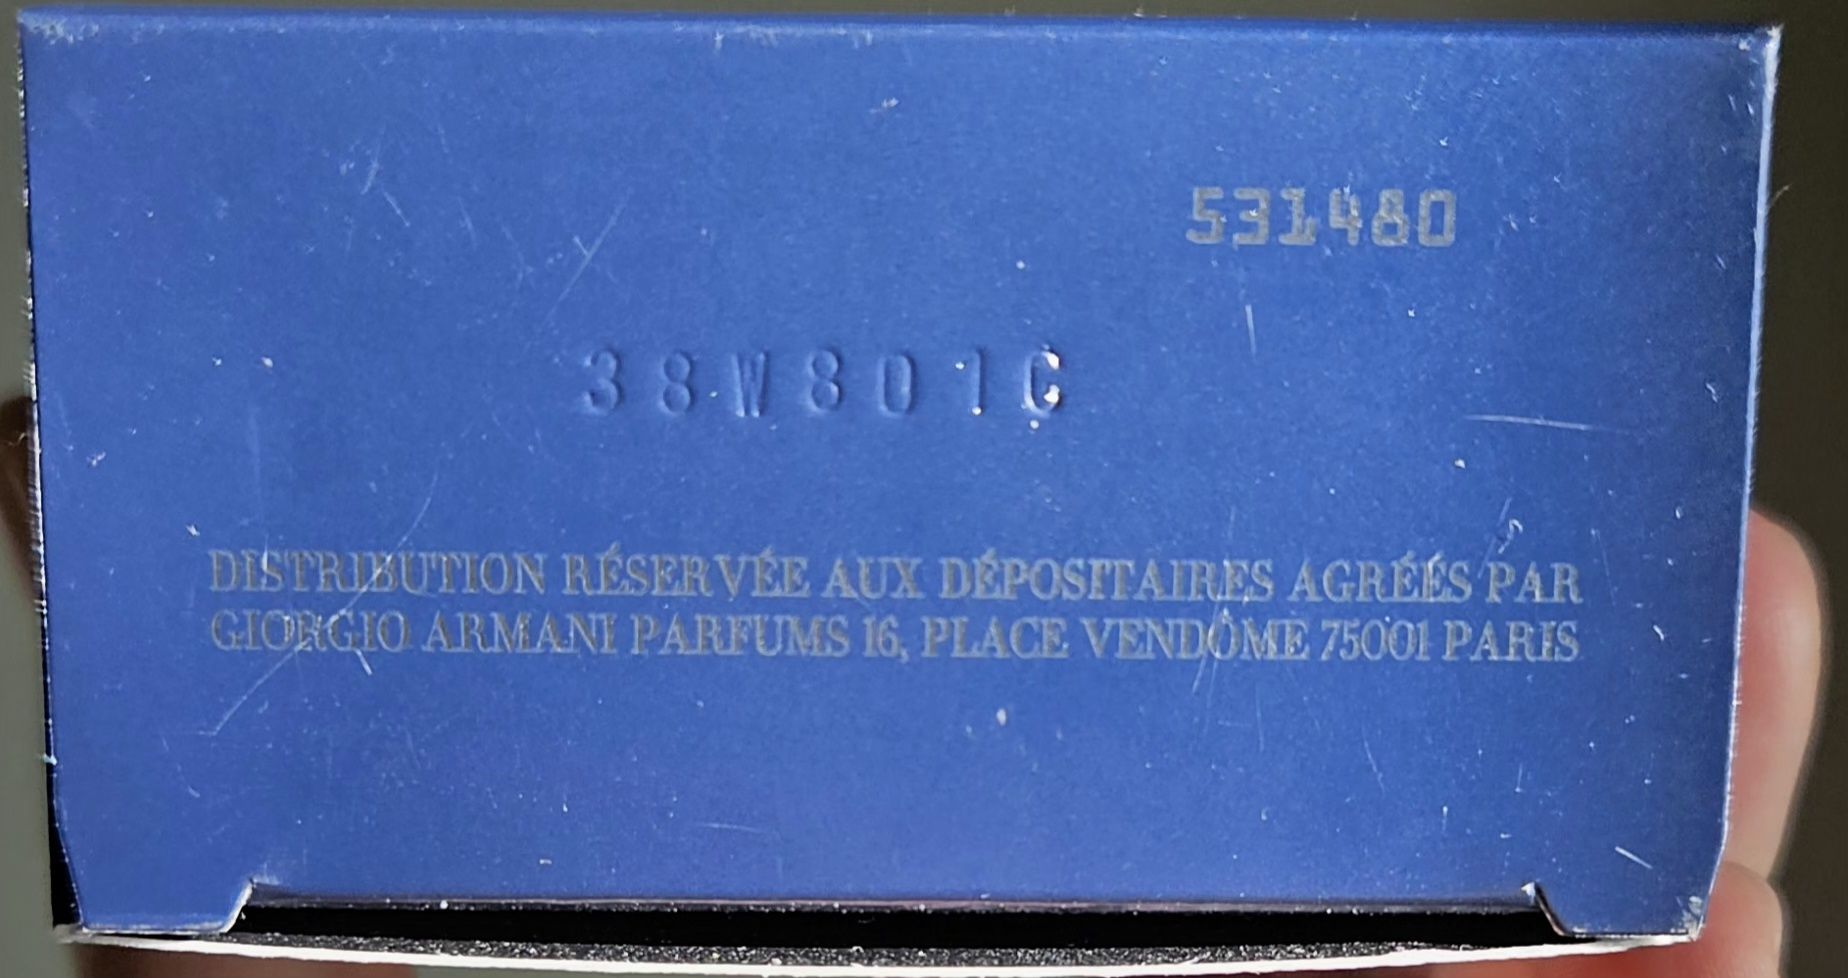 531480
38W801C
DISTRIBUTION RÉSERVÉE AUX DÉPOSITAIRES AGRÉÉS PAR
GIORGIO ARMANI PARFUMS 16, PLACE VENDÔME 75001 PARIS